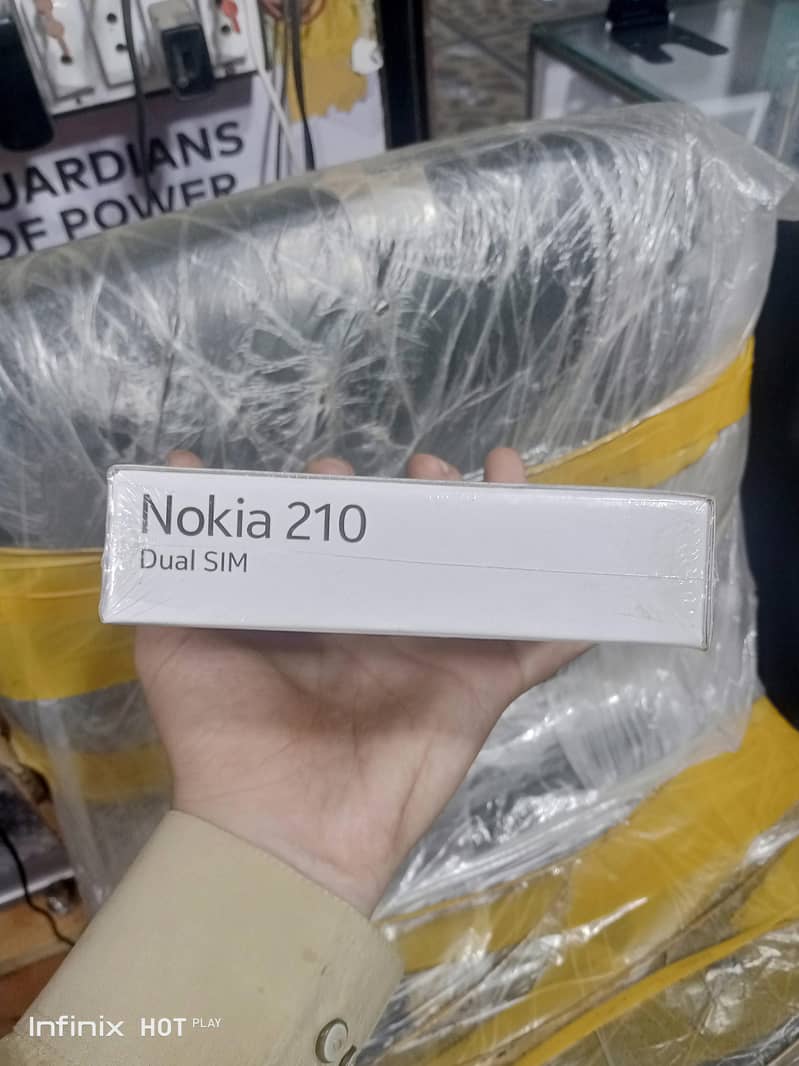 UARDIANS
OF POWER
Nokia 210
Dual SIM
Infinix HOT PLAY